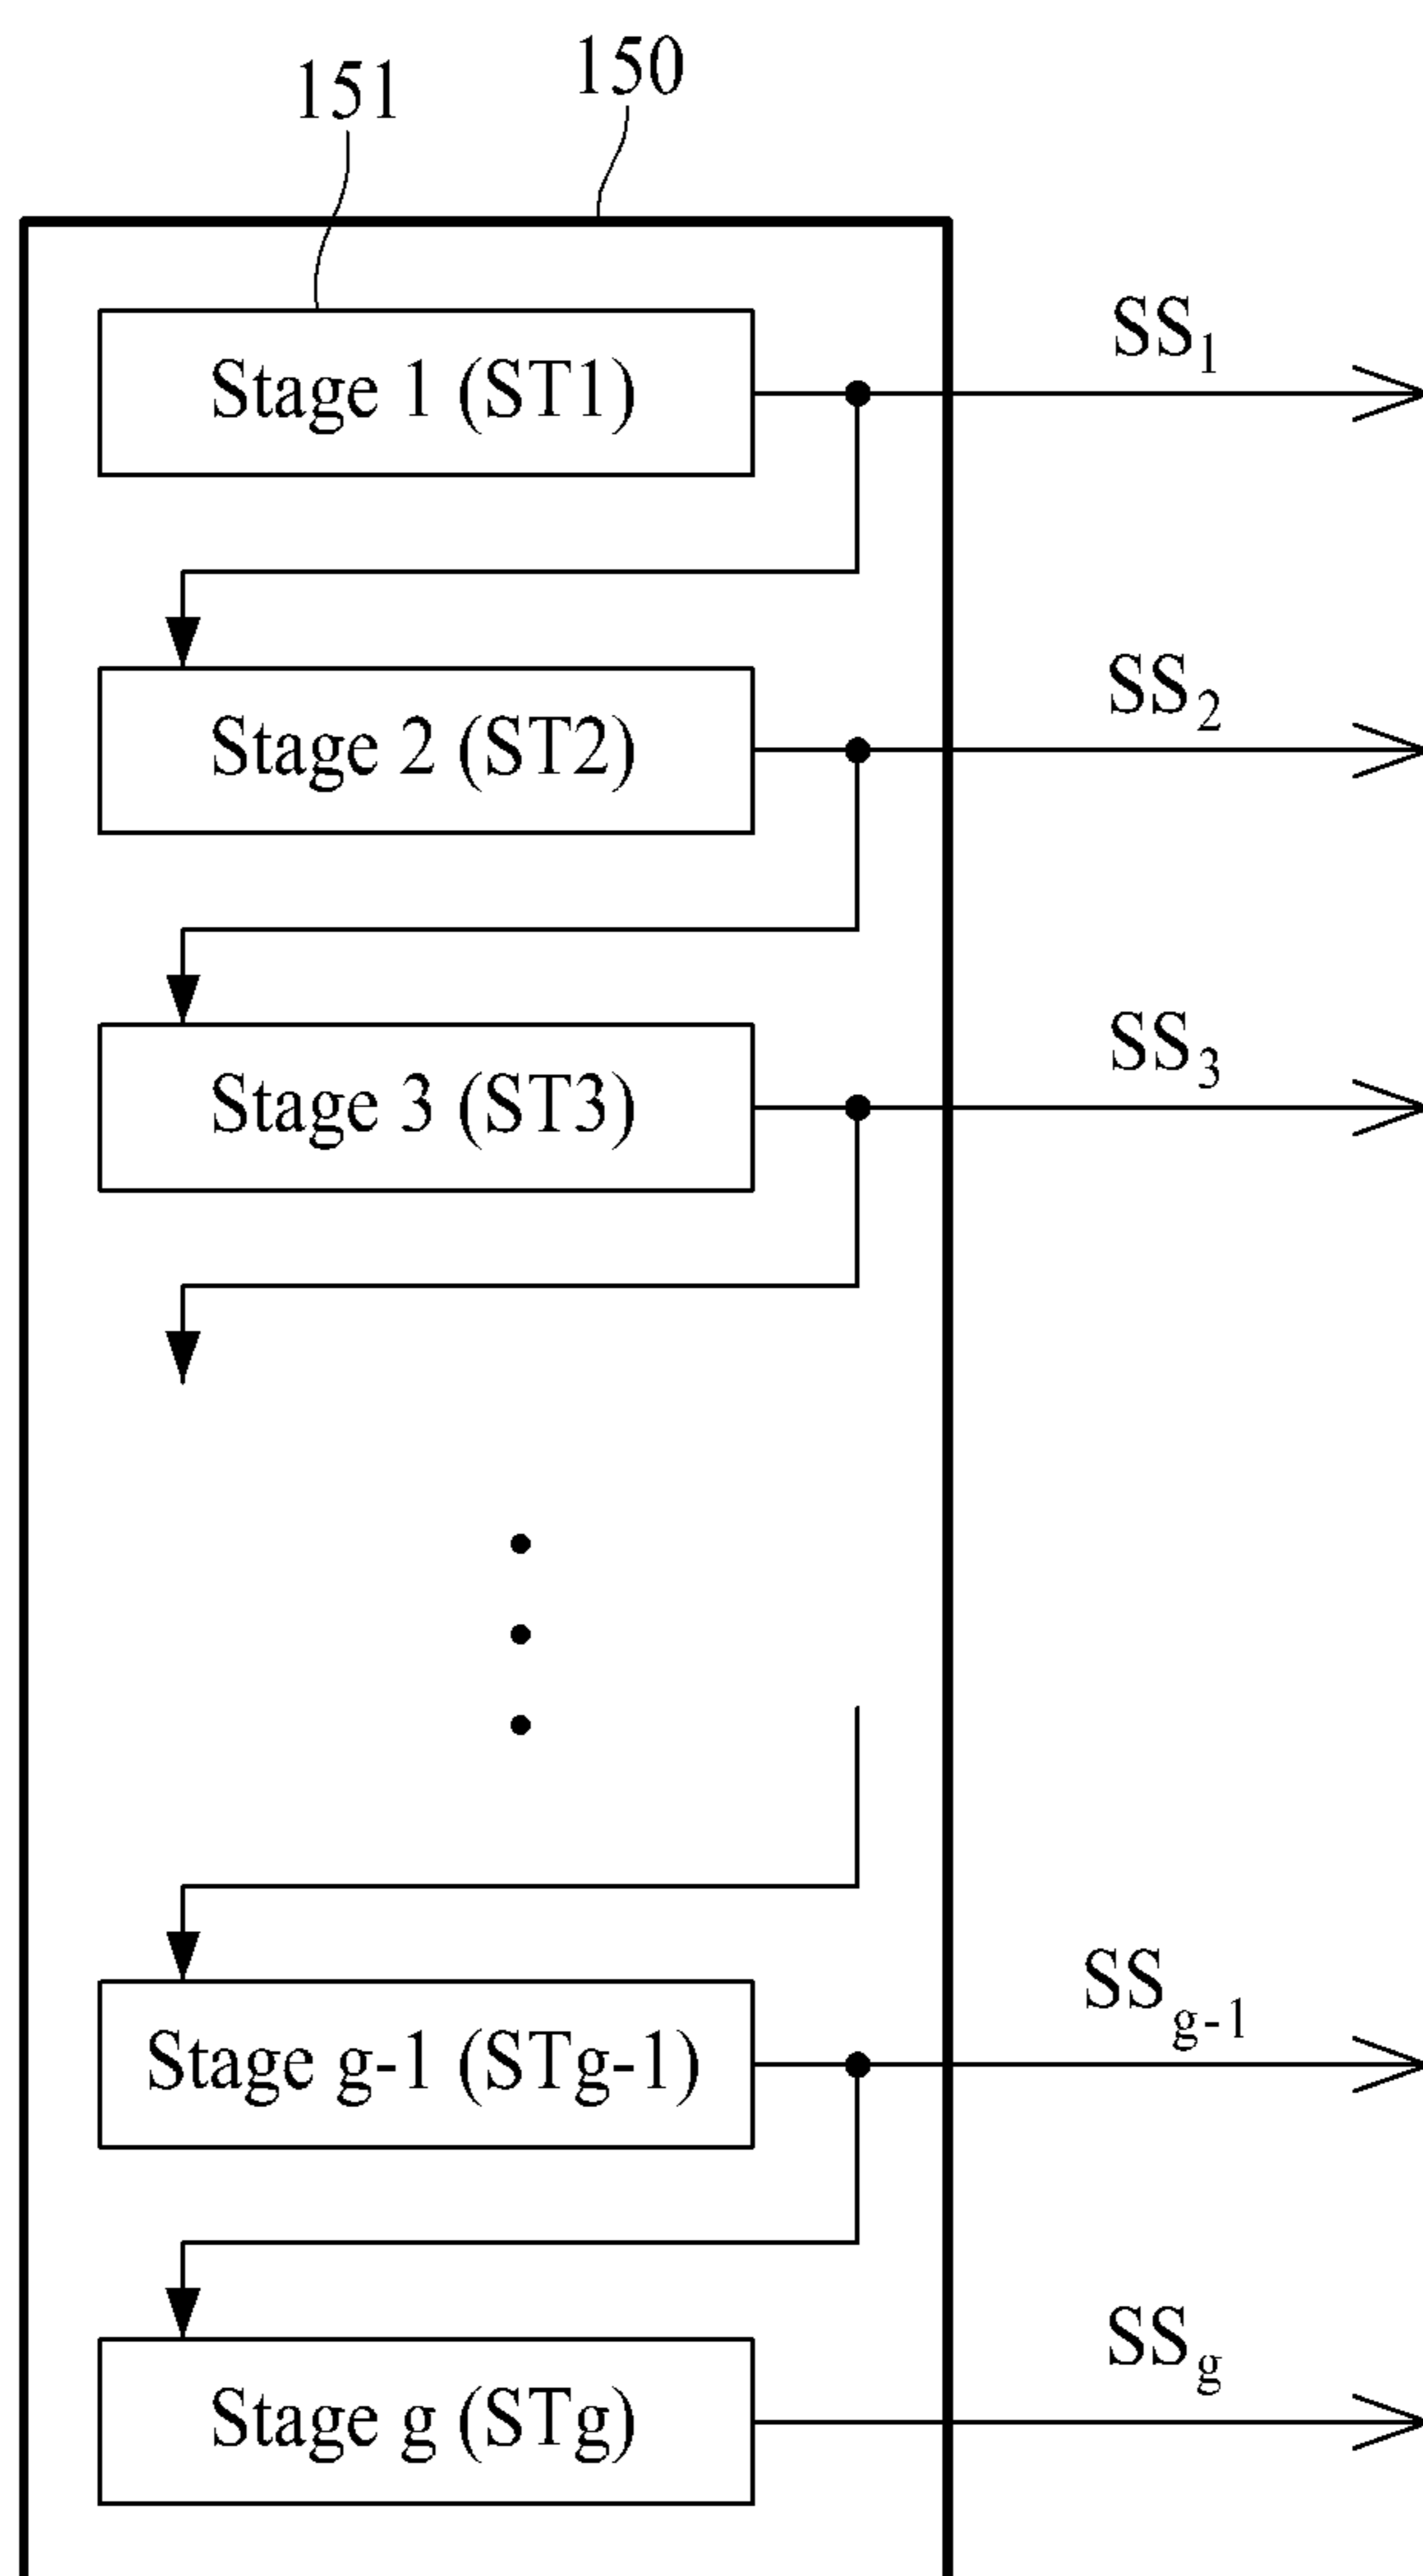 150
151
Stage 1 (ST1)
SS1
Stage 2 (ST2)
SS2
Stage 3 (ST3)
SS3
Stage g-1 (STg-1)
SSg-1
Stage g (STg)
SSg